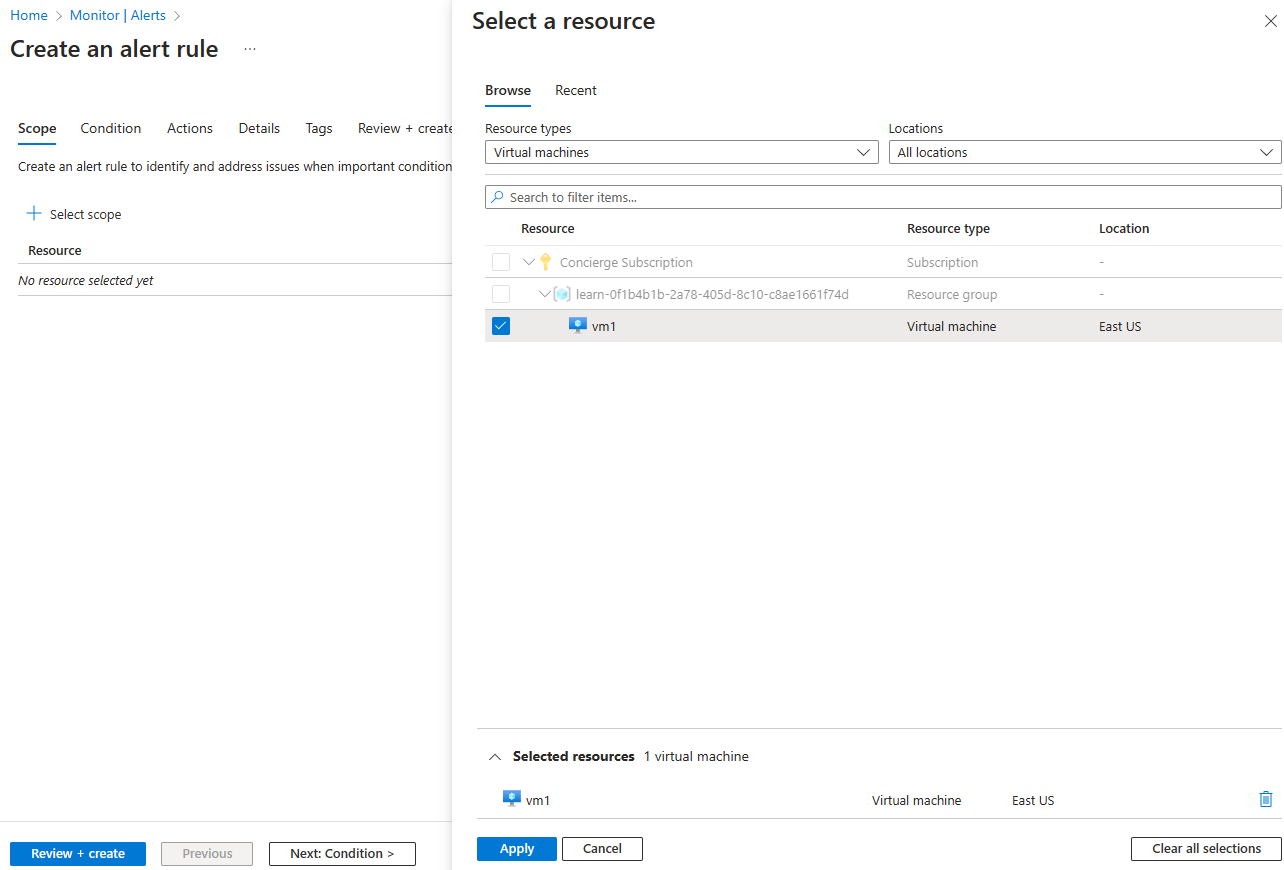 Home > Monitor | Alerts >
Create an alert rule ...
Scope Condition Actions Details Tags Review + create
Create an alert rule to identify and address issues when important condition
+ Select scope
Resource
No resource selected yet
Review + create Previous Next: Condition >
Select a resource
Browse Recent
Resource types Locations
Virtual machines All locations
Search to filter items...
Resource Resource type Location
Concierge Subscription Subscription -
learn-0f1b4b1b-2a78-405d-8c10-c8ae1661f74d Resource group -
vm1 Virtual machine East US
Selected resources 1 virtual machine
vm1 Virtual machine East US
Apply Cancel Clear all selections